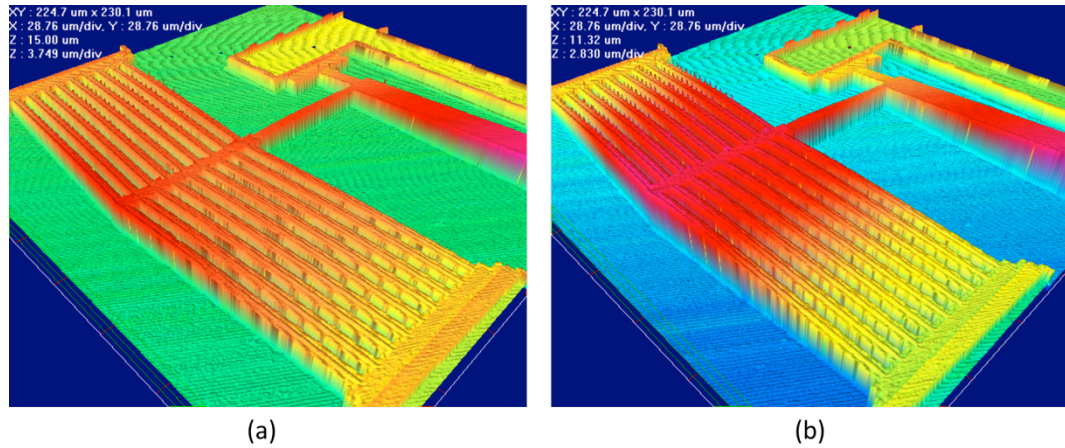 XY : 224.7 um x 230.1 um
X : 28.76 um/div, Y : 28.76 um/div
Z : 15.00 um
Z : 3.749 um/div
XY : 224.7 um x 230.1 um
X : 28.76 um/div, Y : 28.76 um/div
Z : 11.32 um
Z : 2.830 um/div
(a)
(b)